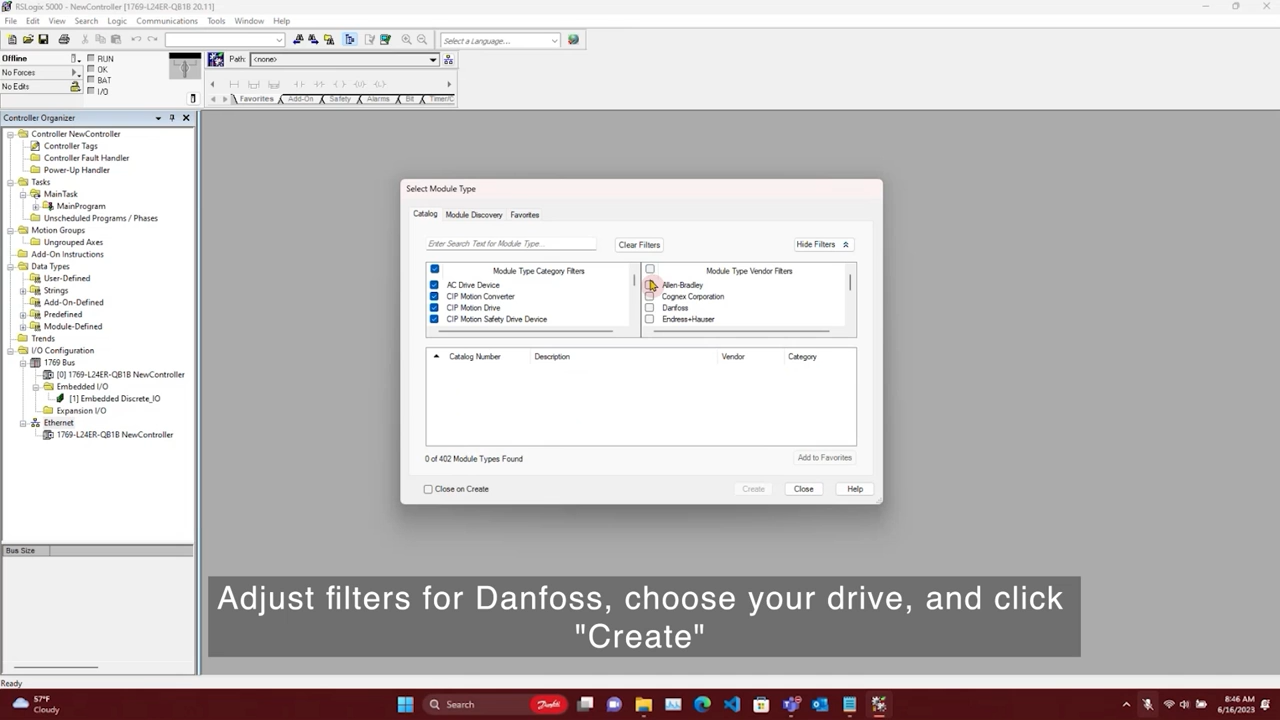 RSLogix 5000 - NewController [1769-L24ER-QB1B 20.11]
File Edit View Search Logic Communications Tools Window Help
Select a Language...
Offline
No Forces
No Edits
RUN
OK
BAT
I/O
Path: <none>
Favorites Add-On Safety Alarms Bit Timer/C
Controller Organizer
Controller NewController
Controller Tags
Controller Fault Handler
Power-Up Handler
Tasks
MainTask
MainProgram
Unscheduled Programs / Phases
Motion Groups
Ungrouped Axes
Add-On Instructions
Data Types
User-Defined
Strings
Add-On-Defined
Predefined
Module-Defined
Trends
I/O Configuration
1769 Bus
[0] 1769-L24ER-QB1B NewController
Embedded I/O
[1] Embedded Discrete_IO
Expansion I/O
Ethernet
1769-L24ER-QB1B NewController
Bus Size
Ready
Select Module Type
Catalog Module Discovery Favorites
Enter Search Text for Module Type...
Clear Filters
Hide Filters
Module Type Category Filters
AC Drive Device
CIP Motion Converter
CIP Motion Drive
CIP Motion Safety Drive Device
Module Type Vendor Filters
Allen-Bradley
Cognex Corporation
Danfoss
Endress+Hauser
Catalog Number Description Vendor Category
0 of 402 Module Types Found
Add to Favorites
Close on Create
Create Close Help
Adjust filters for Danfoss, choose your drive, and click
"Create"
57°F
Cloudy
Search
Danfoss
8:46 AM
6/16/2023